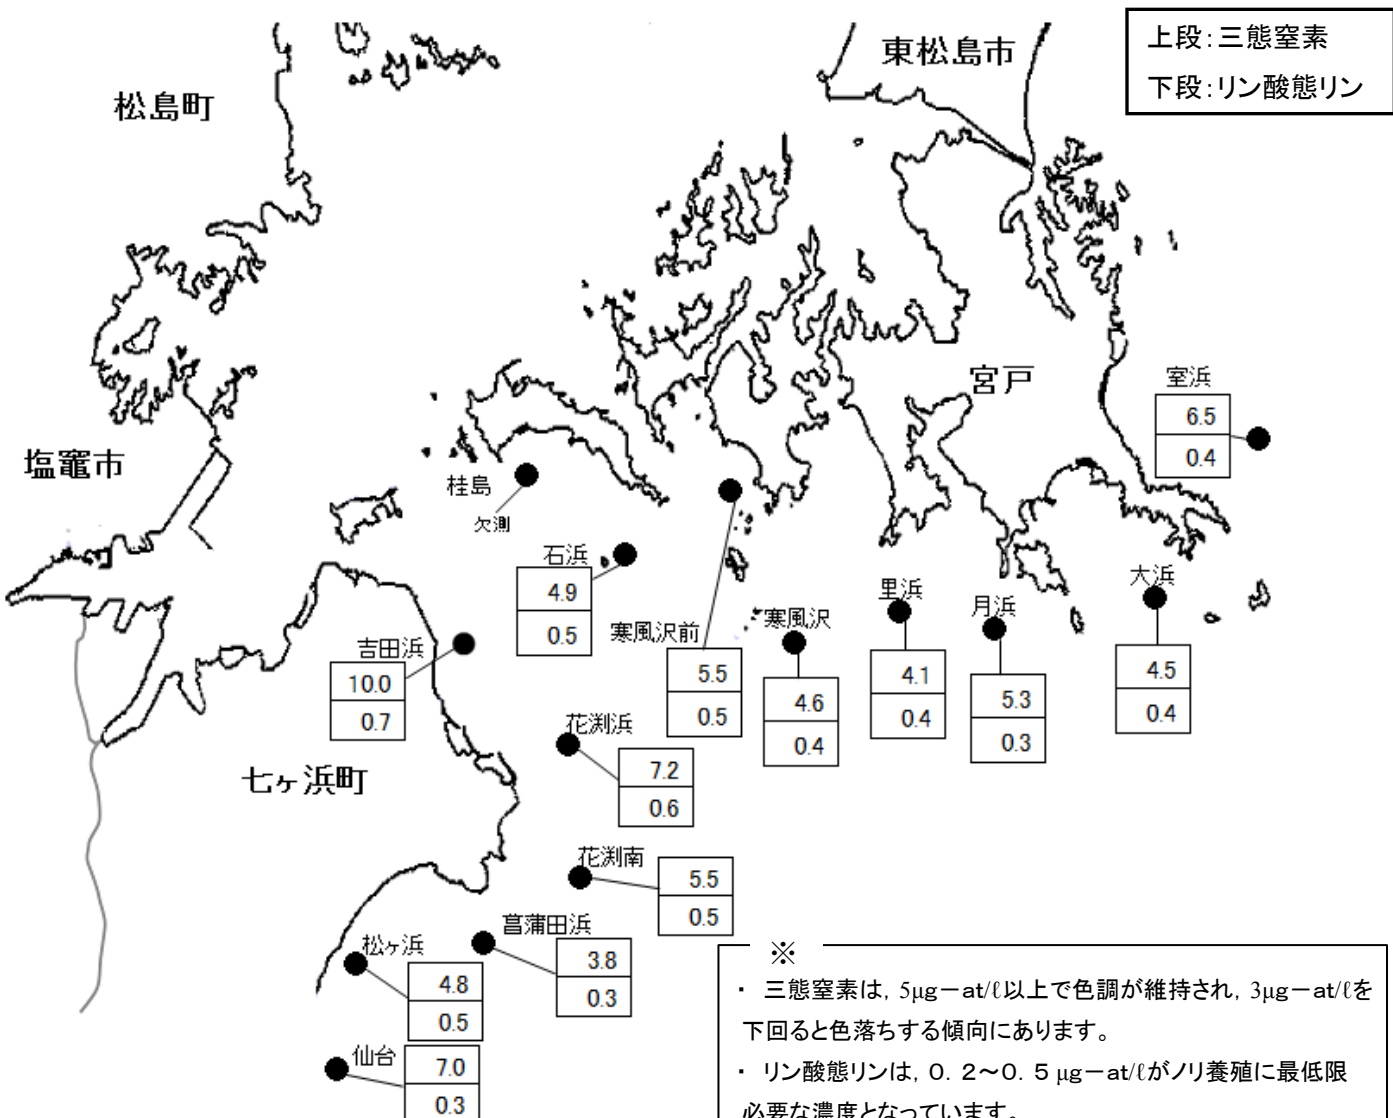 上段：三態窒素
下段：リン酸態リン
東松島市
松島町
宮戸
室浜
6.5
0.4
塩竈市
桂島
欠測
石浜
4.9
0.5
寒風沢前
5.5
0.5
寒風沢
4.6
0.4
里浜
4.1
0.4
月浜
5.3
0.3
大浜
4.5
0.4
吉田浜
10.0
0.7
花渕浜
7.2
0.6
七ヶ浜町
花渕南
5.5
0.5
菖蒲田浜
3.8
0.3
松ヶ浜
4.8
0.5
仙台
7.0
0.3
※
・ 三態窒素は，5μg－at/ℓ以上で色調が維持され，3μg－at/ℓを
下回ると色落ちする傾向にあります。
・ リン酸態リンは，０．２～０．５μg－at/ℓがノリ養殖に最低限
必要な濃度となっています。